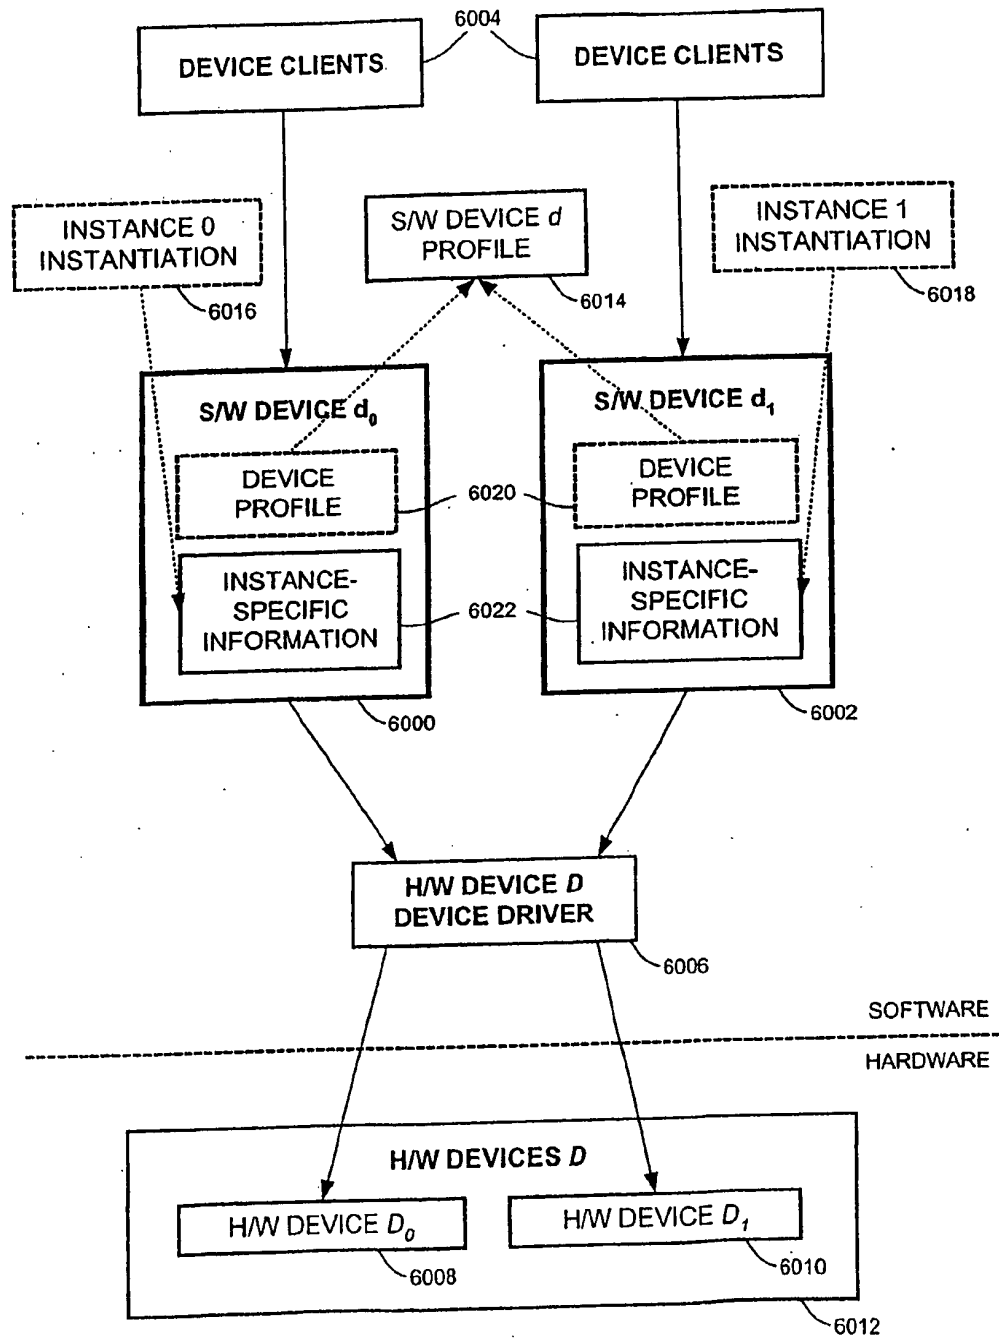 6004
DEVICE CLIENTS
DEVICE CLIENTS
INSTANCE 0
INSTANTIATION
6016
S/W DEVICE d
PROFILE
6014
INSTANCE 1
INSTANTIATION
6018
S/W DEVICE d0
DEVICE
PROFILE
INSTANCE-
SPECIFIC
INFORMATION
6000
6020
6022
S/W DEVICE d1
DEVICE
PROFILE
INSTANCE-
SPECIFIC
INFORMATION
6002
H/W DEVICE D
DEVICE DRIVER
6006
SOFTWARE
HARDWARE
H/W DEVICES D
H/W DEVICE D0
6008
H/W DEVICE D1
6010
6012